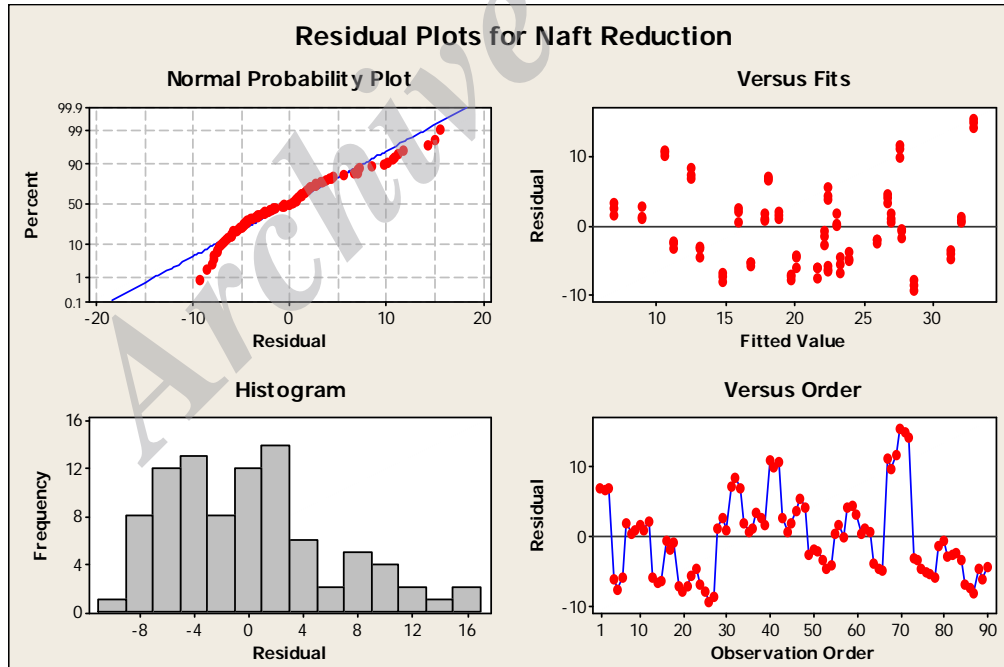 Residual Plots for Naft Reduction
Normal Probability Plot
99.9
99
90
50
10
1
0.1
Percent
-20 -10 0 10 20
Residual
Versus Fits
10
0
-10
Residual
10 15 20 25 30
Fitted Value
Histogram
16
12
8
4
0
Frequency
-8 -4 0 4 8 12 16
Residual
Versus Order
10
0
-10
Residual
1 10 20 30 40 50 60 70 80 90
Observation Order
Archive